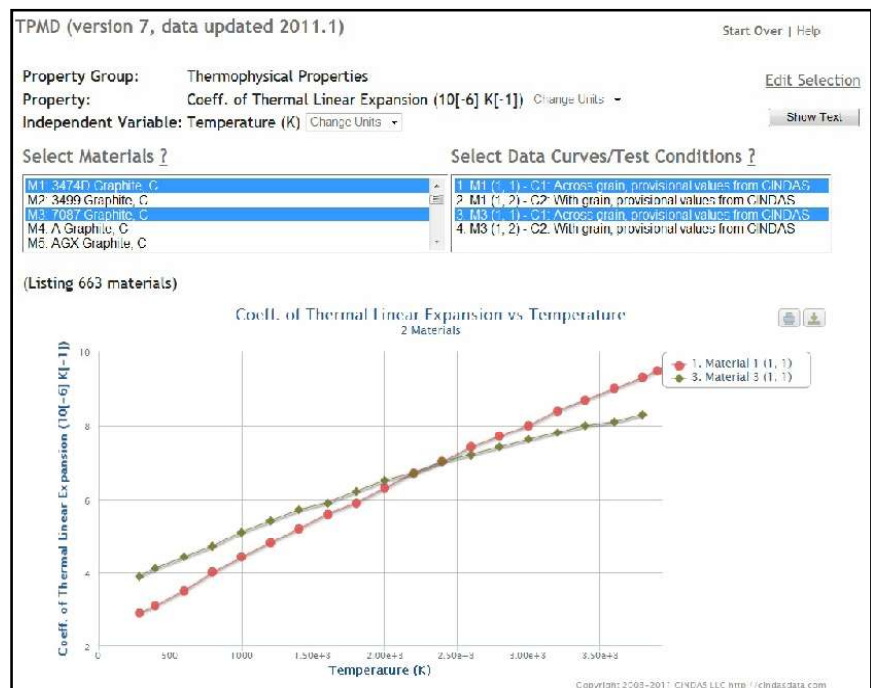 TPMD (version 7, data updated 2011.1)
Start Over | Help
Property Group: Thermophysical Properties
Edit Selection
Property: Coeff. of Thermal Linear Expansion (10[-6] K[-1]) Change Units
Independent Variable: Temperature (K) Change Units
Show Text
Select Materials ?
Select Data Curves/Test Conditions ?
M1: 3474D Graphite, C
M2: 3499 Graphite, C
M3: 7087 Graphite, C
M4: A Graphite, C
M5: AGX Graphite, C
1. M1 (1, 1) - C1: Across grain, provisional values from CINDAS
2. M1 (1, 2) - C2: With grain, provisional values from CINDAS
3. M3 (1, 1) - C1: Across grain, provisional values from CINDAS
4. M3 (1, 2) - C2: With grain, provisional values from CINDAS
(Listing 663 materials)
Coeff. of Thermal Linear Expansion vs Temperature
2 Materials
Coeff. of Thermal Linear Expansion (10[-6] K[-1])
10
8
6
4
2
1. Material 1 (1, 1)
3. Material 3 (1, 1)
0 500 1000 1.50e+3 2.00e+3 2.50e+3 3.00e+3 3.50e+3
Temperature (K)
Copyright 2008-2011 CINDAS LLC http://cindasdata.com